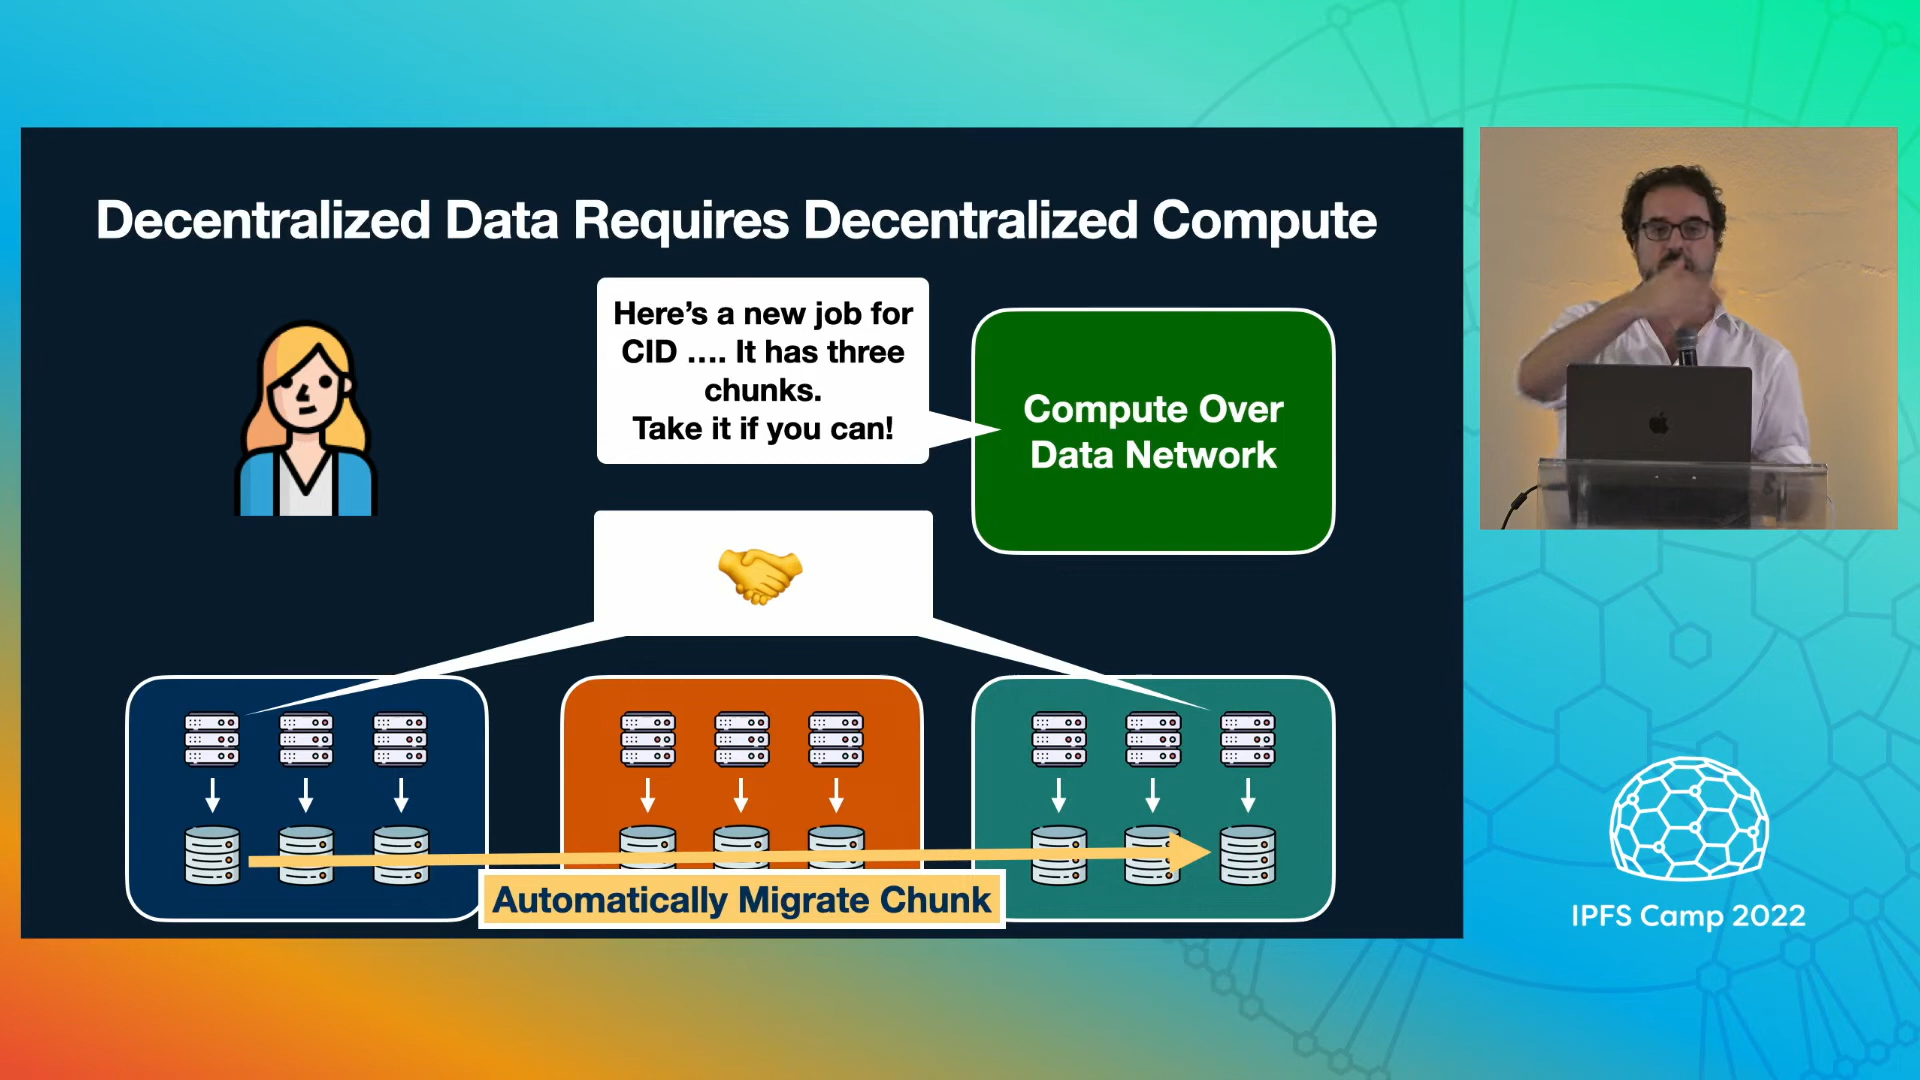 Decentralized Data Requires Decentralized Compute
Here’s a new job for
CID .... It has three
chunks.
Take it if you can!
Compute Over
Data Network
Automatically Migrate Chunk
IPFS Camp 2022